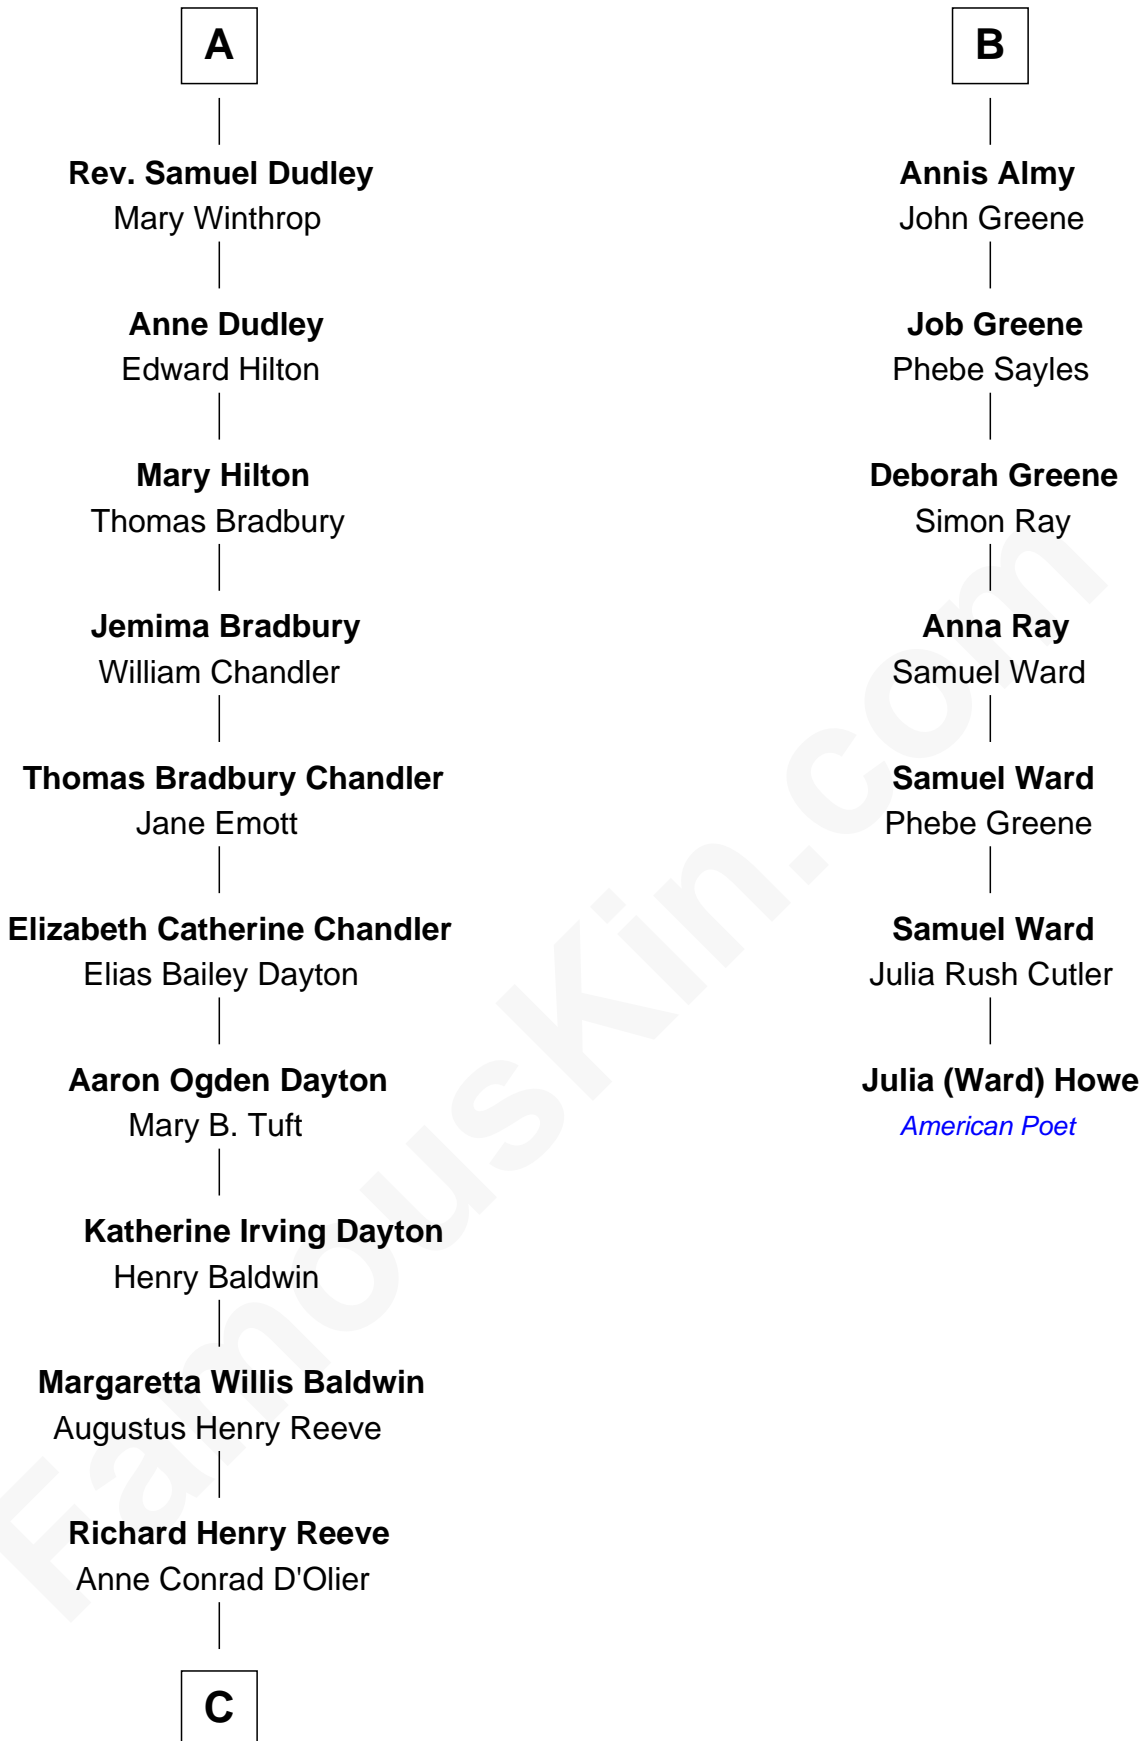 A
Rev. Samuel Dudley
Mary Winthrop
Anne Dudley
Edward Hilton
Mary Hilton
Thomas Bradbury
Jemima Bradbury
William Chandler
Thomas Bradbury Chandler
Jane Emott
Elizabeth Catherine Chandler
Elias Bailey Dayton
Aaron Ogden Dayton
Mary B. Tuft
Katherine Irving Dayton
Henry Baldwin
Margaretta Willis Baldwin
Augustus Henry Reeve
Richard Henry Reeve
Anne Conrad D'Olier
C
B
Annis Almy
John Greene
Job Greene
Phebe Sayles
Deborah Greene
Simon Ray
Anna Ray
Samuel Ward
Samuel Ward
Phebe Greene
Samuel Ward
Julia Rush Cutler
Julia (Ward) Howe
American Poet
FamousKin.com